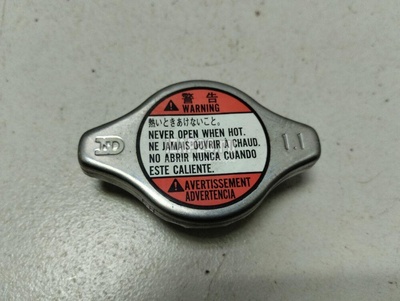 警告
WARNING
熱いときあけないこと。
NEVER OPEN WHEN HOT.
NE JAMAIS OUVRIR À CHAUD.
NO ABRIR NUNCA CUANDO
ESTE CALIENTE.
AVERTISSEMENT
ADVERTENCIA
1.1